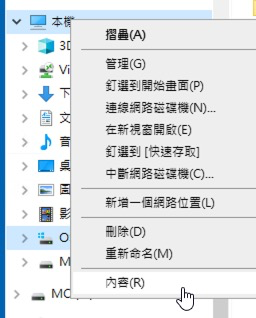 本機
摺疊(A)
3D
管理(G)
Vi
釘選到開始畫面(P)
下
連線網路磁碟機(N)...
文
在新視窗開啟(E)
音
釘選到 [快速存取]
桌
中斷網路磁碟機(C)...
圖
新增一個網路位置(L)
影
刪除(D)
O
重新命名(M)
M
內容(R)
MO